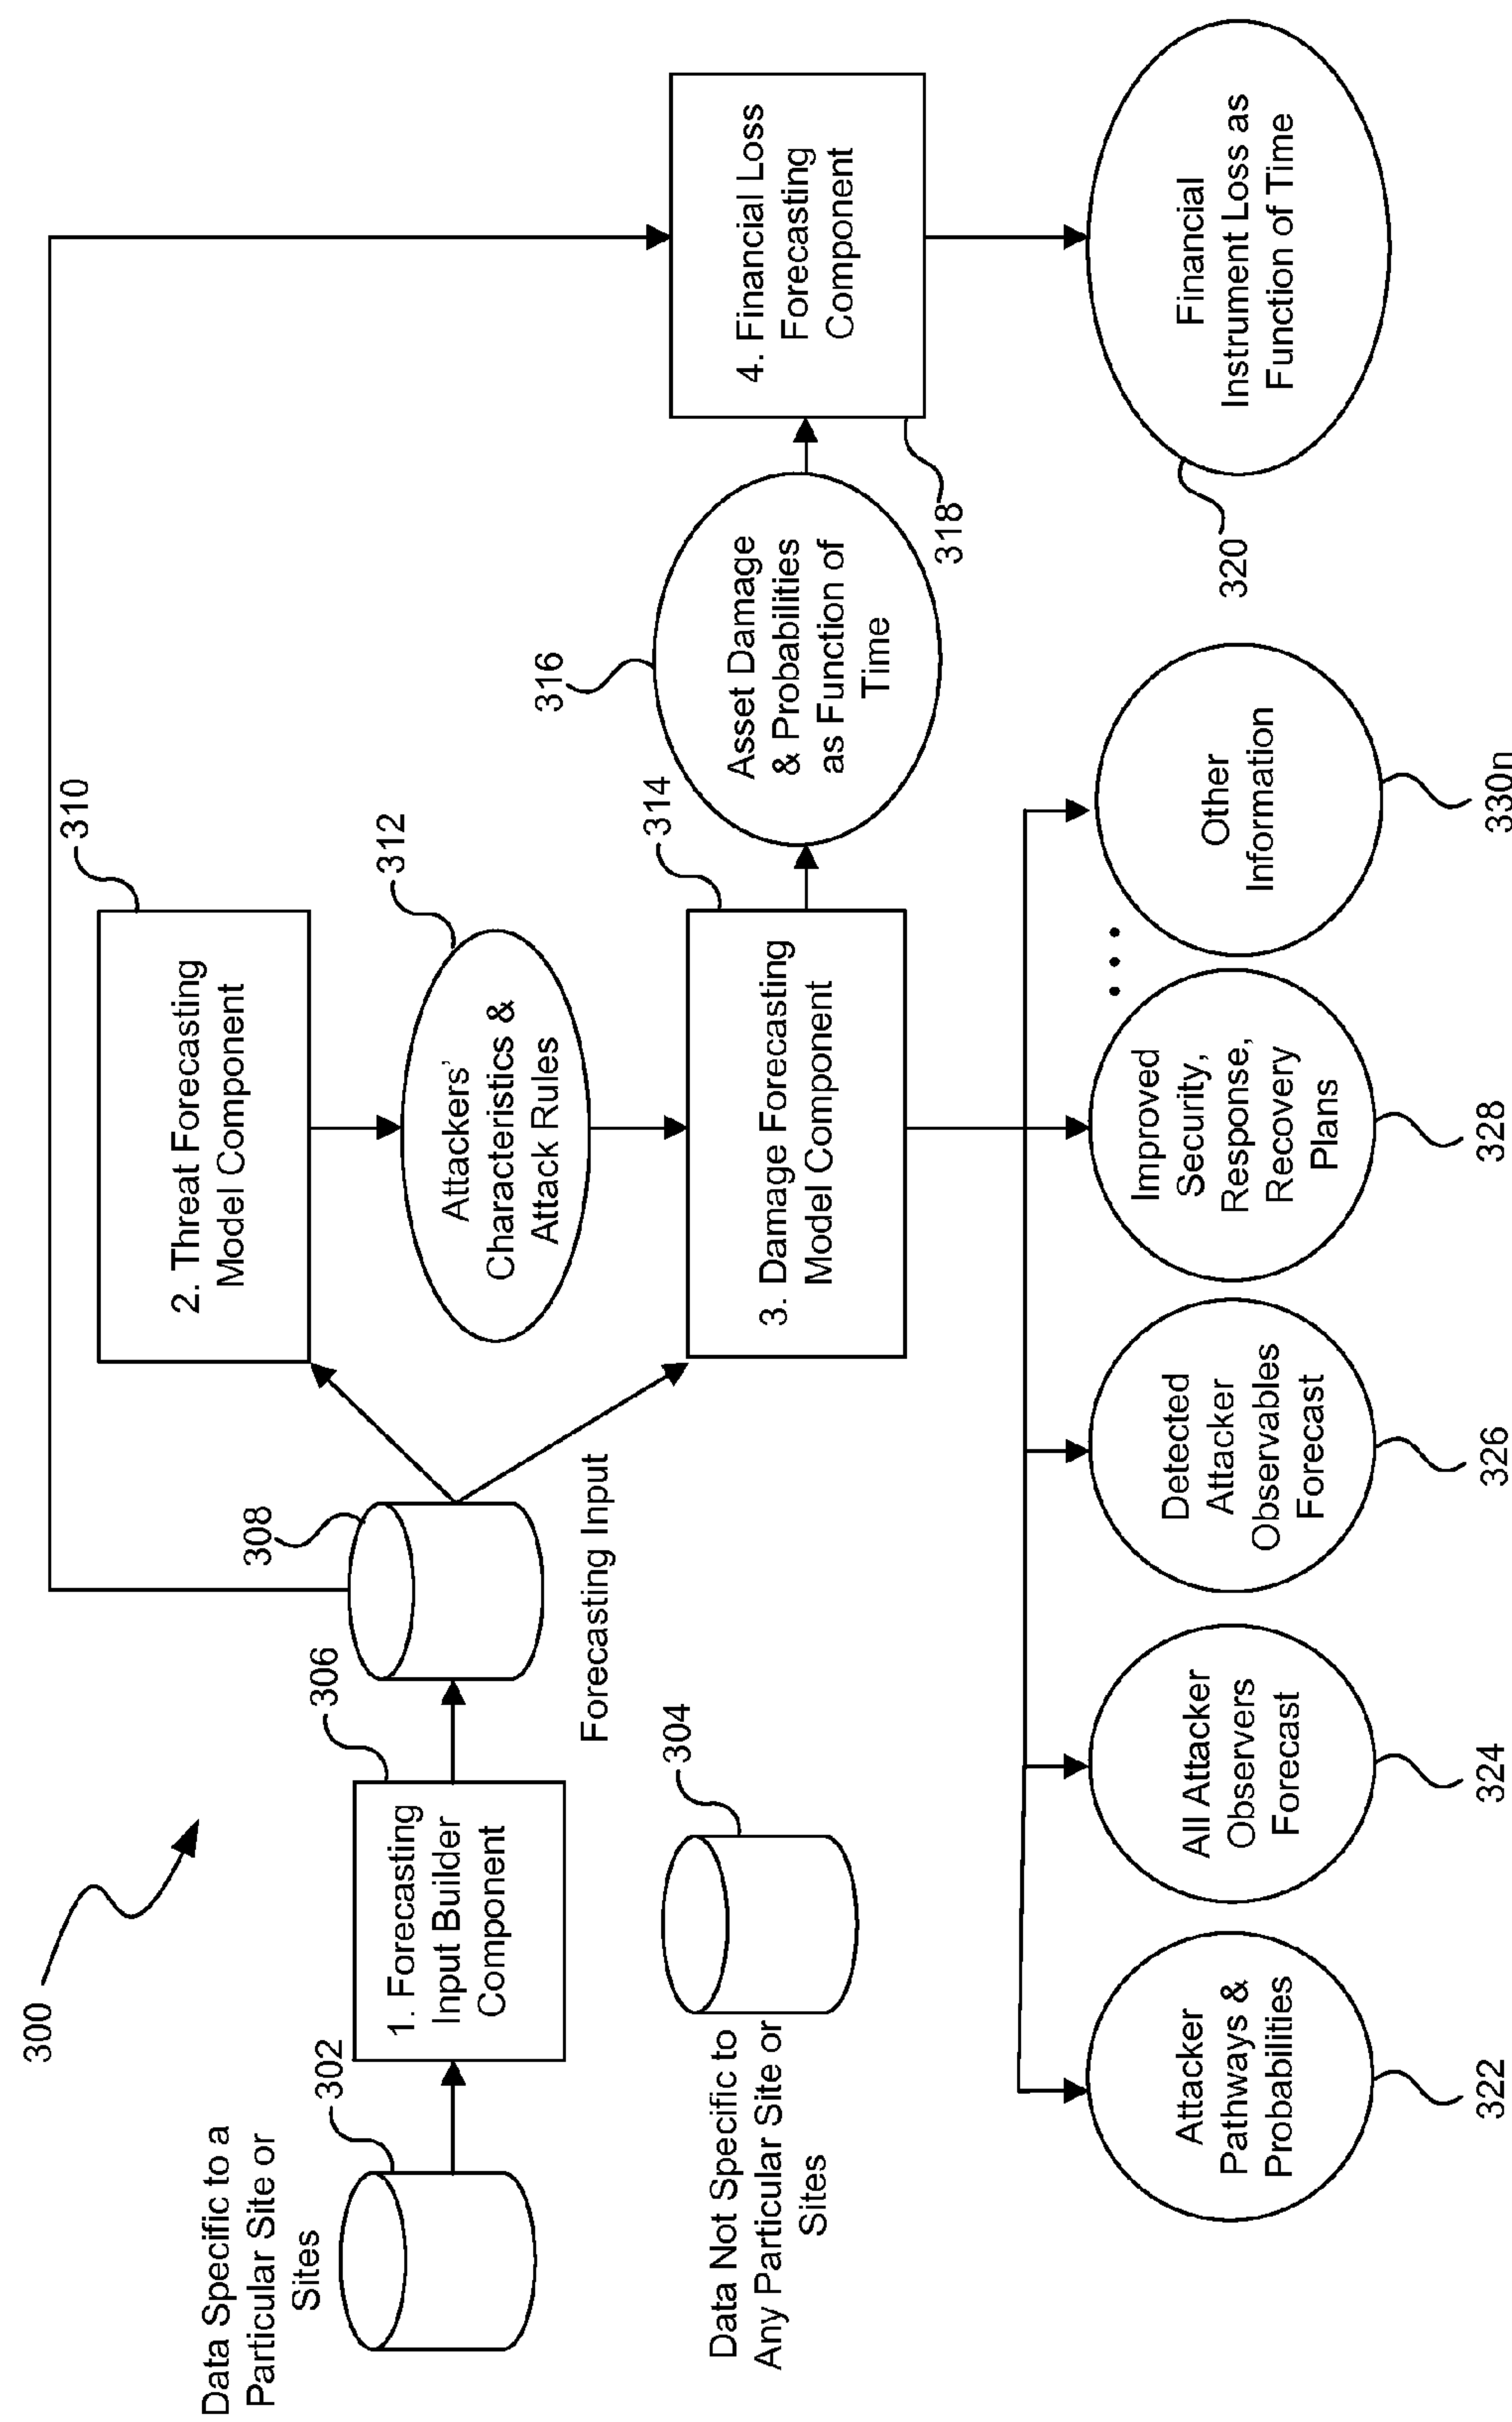 300
Data Specific to a
Particular Site or
Sites
302
1. Forecasting
Input Builder
Component
306
308
Forecasting Input
304
Data Not Specific to
Any Particular Site or
Sites
310
2. Threat Forecasting
Model Component
312
Attackers'
Characteristics &
Attack Rules
314
3. Damage Forecasting
Model Component
316
Asset Damage
& Probabilities
as Function of
Time
4. Financial Loss
Forecasting
Component
318
Financial
Instrument Loss as
Function of Time
320
Attacker
Pathways &
Probabilities
322
All Attacker
Observers
Forecast
324
Detected
Attacker
Observables
Forecast
326
Improved
Security,
Response,
Recovery
Plans
328
• • •
Other
Information
330n